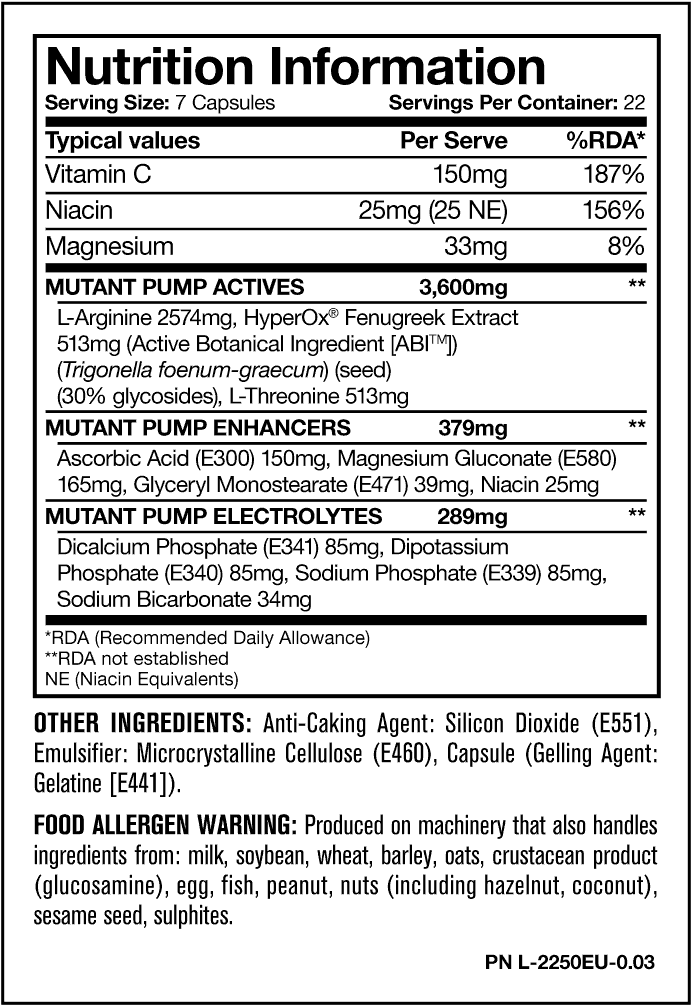 Nutrition Information
Serving Size: 7 Capsules Servings Per Container: 22
Typical values Per Serve %RDA*
Vitamin C 150mg 187%
Niacin 25mg (25 NE) 156%
Magnesium 33mg 8%
MUTANT PUMP ACTIVES 3,600mg **
L-Arginine 2574mg, HyperOx® Fenugreek Extract
513mg (Active Botanical Ingredient [ABI™])
(Trigonella foenum-graecum) (seed)
(30% glycosides), L-Threonine 513mg
MUTANT PUMP ENHANCERS 379mg **
Ascorbic Acid (E300) 150mg, Magnesium Gluconate (E580)
165mg, Glyceryl Monostearate (E471) 39mg, Niacin 25mg
MUTANT PUMP ELECTROLYTES 289mg **
Dicalcium Phosphate (E341) 85mg, Dipotassium
Phosphate (E340) 85mg, Sodium Phosphate (E339) 85mg,
Sodium Bicarbonate 34mg
*RDA (Recommended Daily Allowance)
**RDA not established
NE (Niacin Equivalents)
OTHER INGREDIENTS: Anti-Caking Agent: Silicon Dioxide (E551),
Emulsifier: Microcrystalline Cellulose (E460), Capsule (Gelling Agent:
Gelatine [E441]).
FOOD ALLERGEN WARNING: Produced on machinery that also handles
ingredients from: milk, soybean, wheat, barley, oats, crustacean product
(glucosamine), egg, fish, peanut, nuts (including hazelnut, coconut),
sesame seed, sulphites.
PN L-2250EU-0.03